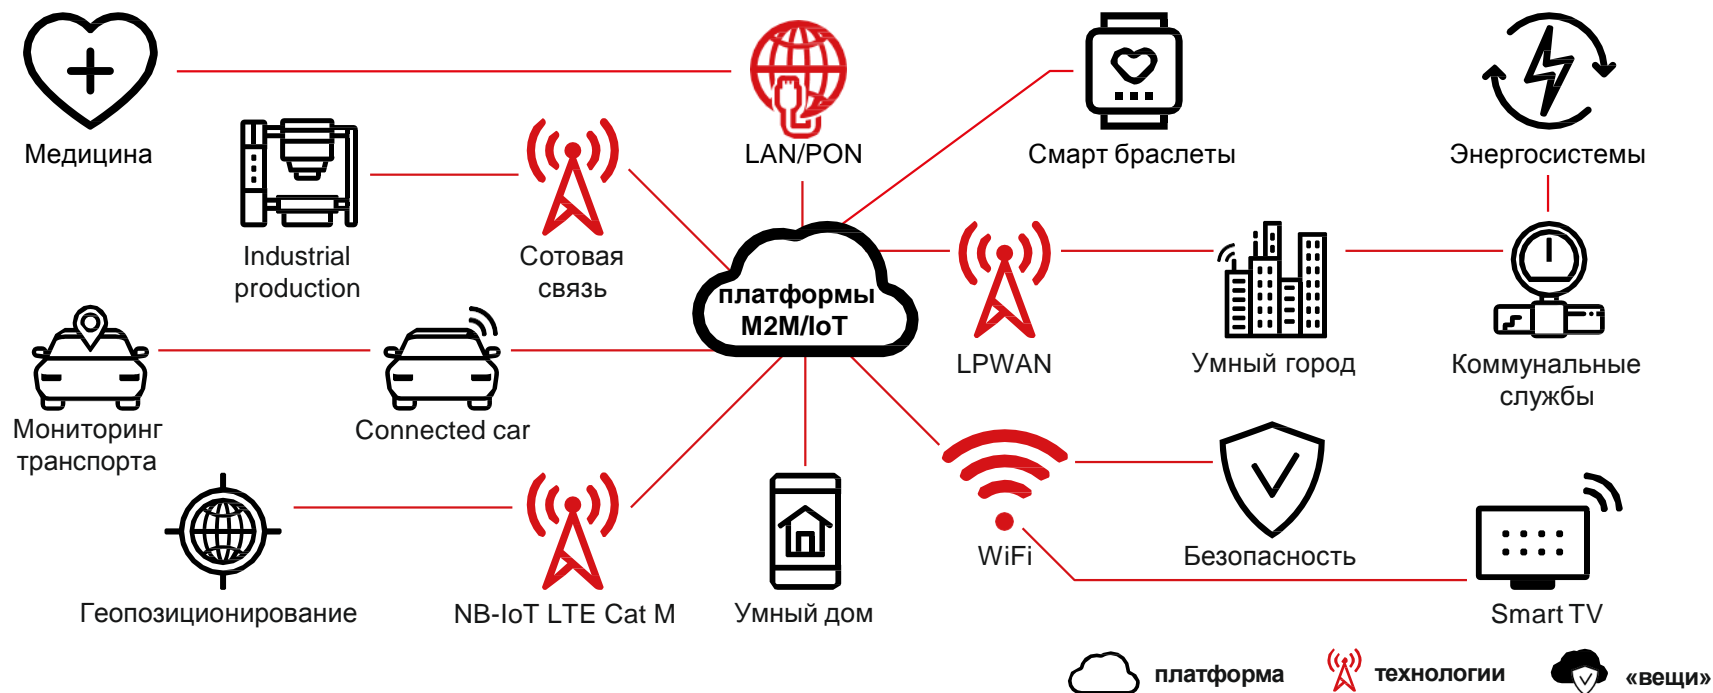 Медицина
LAN/PON
Смарт браслеты
Энергосистемы
Industrial
production
Сотовая
связь
платформы
M2M/IoT
LPWAN
Умный город
Коммунальные
службы
Мониторинг
транспорта
Connected car
WiFi
Безопасность
Геопозиционирование
NB-IoT LTE Cat M
Умный дом
Smart TV
платформа
технологии
«вещи»